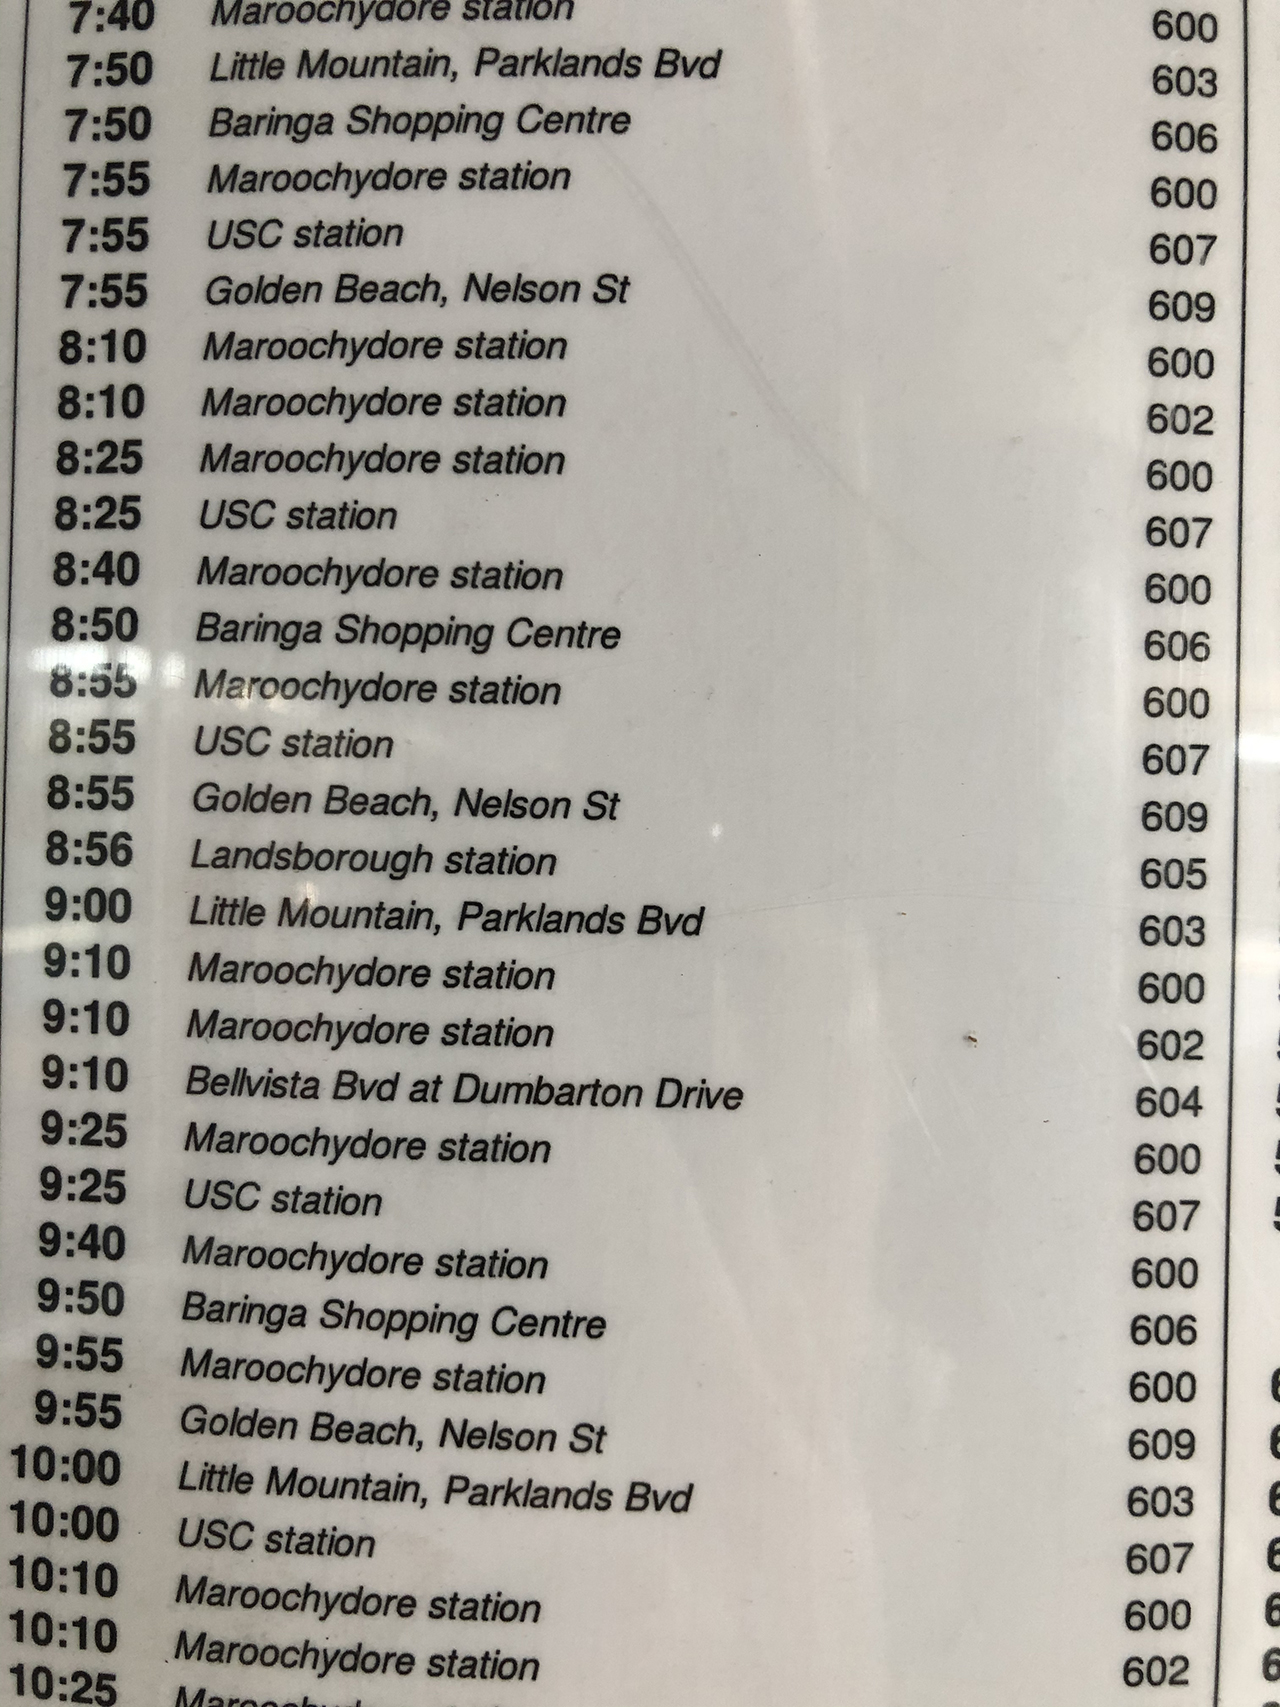 7:40 Maroochydore station 600
7:50 Little Mountain, Parklands Bvd 603
7:50 Baringa Shopping Centre 606
7:55 Maroochydore station 600
7:55 USC station 607
7:55 Golden Beach, Nelson St 609
8:10 Maroochydore station 600
8:10 Maroochydore station 602
8:25 Maroochydore station 600
8:25 USC station 607
8:40 Maroochydore station 600
8:50 Baringa Shopping Centre 606
8:55 Maroochydore station 600
8:55 USC station 607
8:55 Golden Beach, Nelson St 609
8:56 Landsborough station 605
9:00 Little Mountain, Parklands Bvd 603
9:10 Maroochydore station 600
9:10 Maroochydore station 602
9:10 Bellvista Bvd at Dumbarton Drive 604
9:25 Maroochydore station 600
9:25 USC station 607
9:40 Maroochydore station 600
9:50 Baringa Shopping Centre 606
9:55 Maroochydore station 600
9:55 Golden Beach, Nelson St 609
10:00 Little Mountain, Parklands Bvd 603
10:00 USC station 607
10:10 Maroochydore station 600
10:10 Maroochydore station 602
10:25